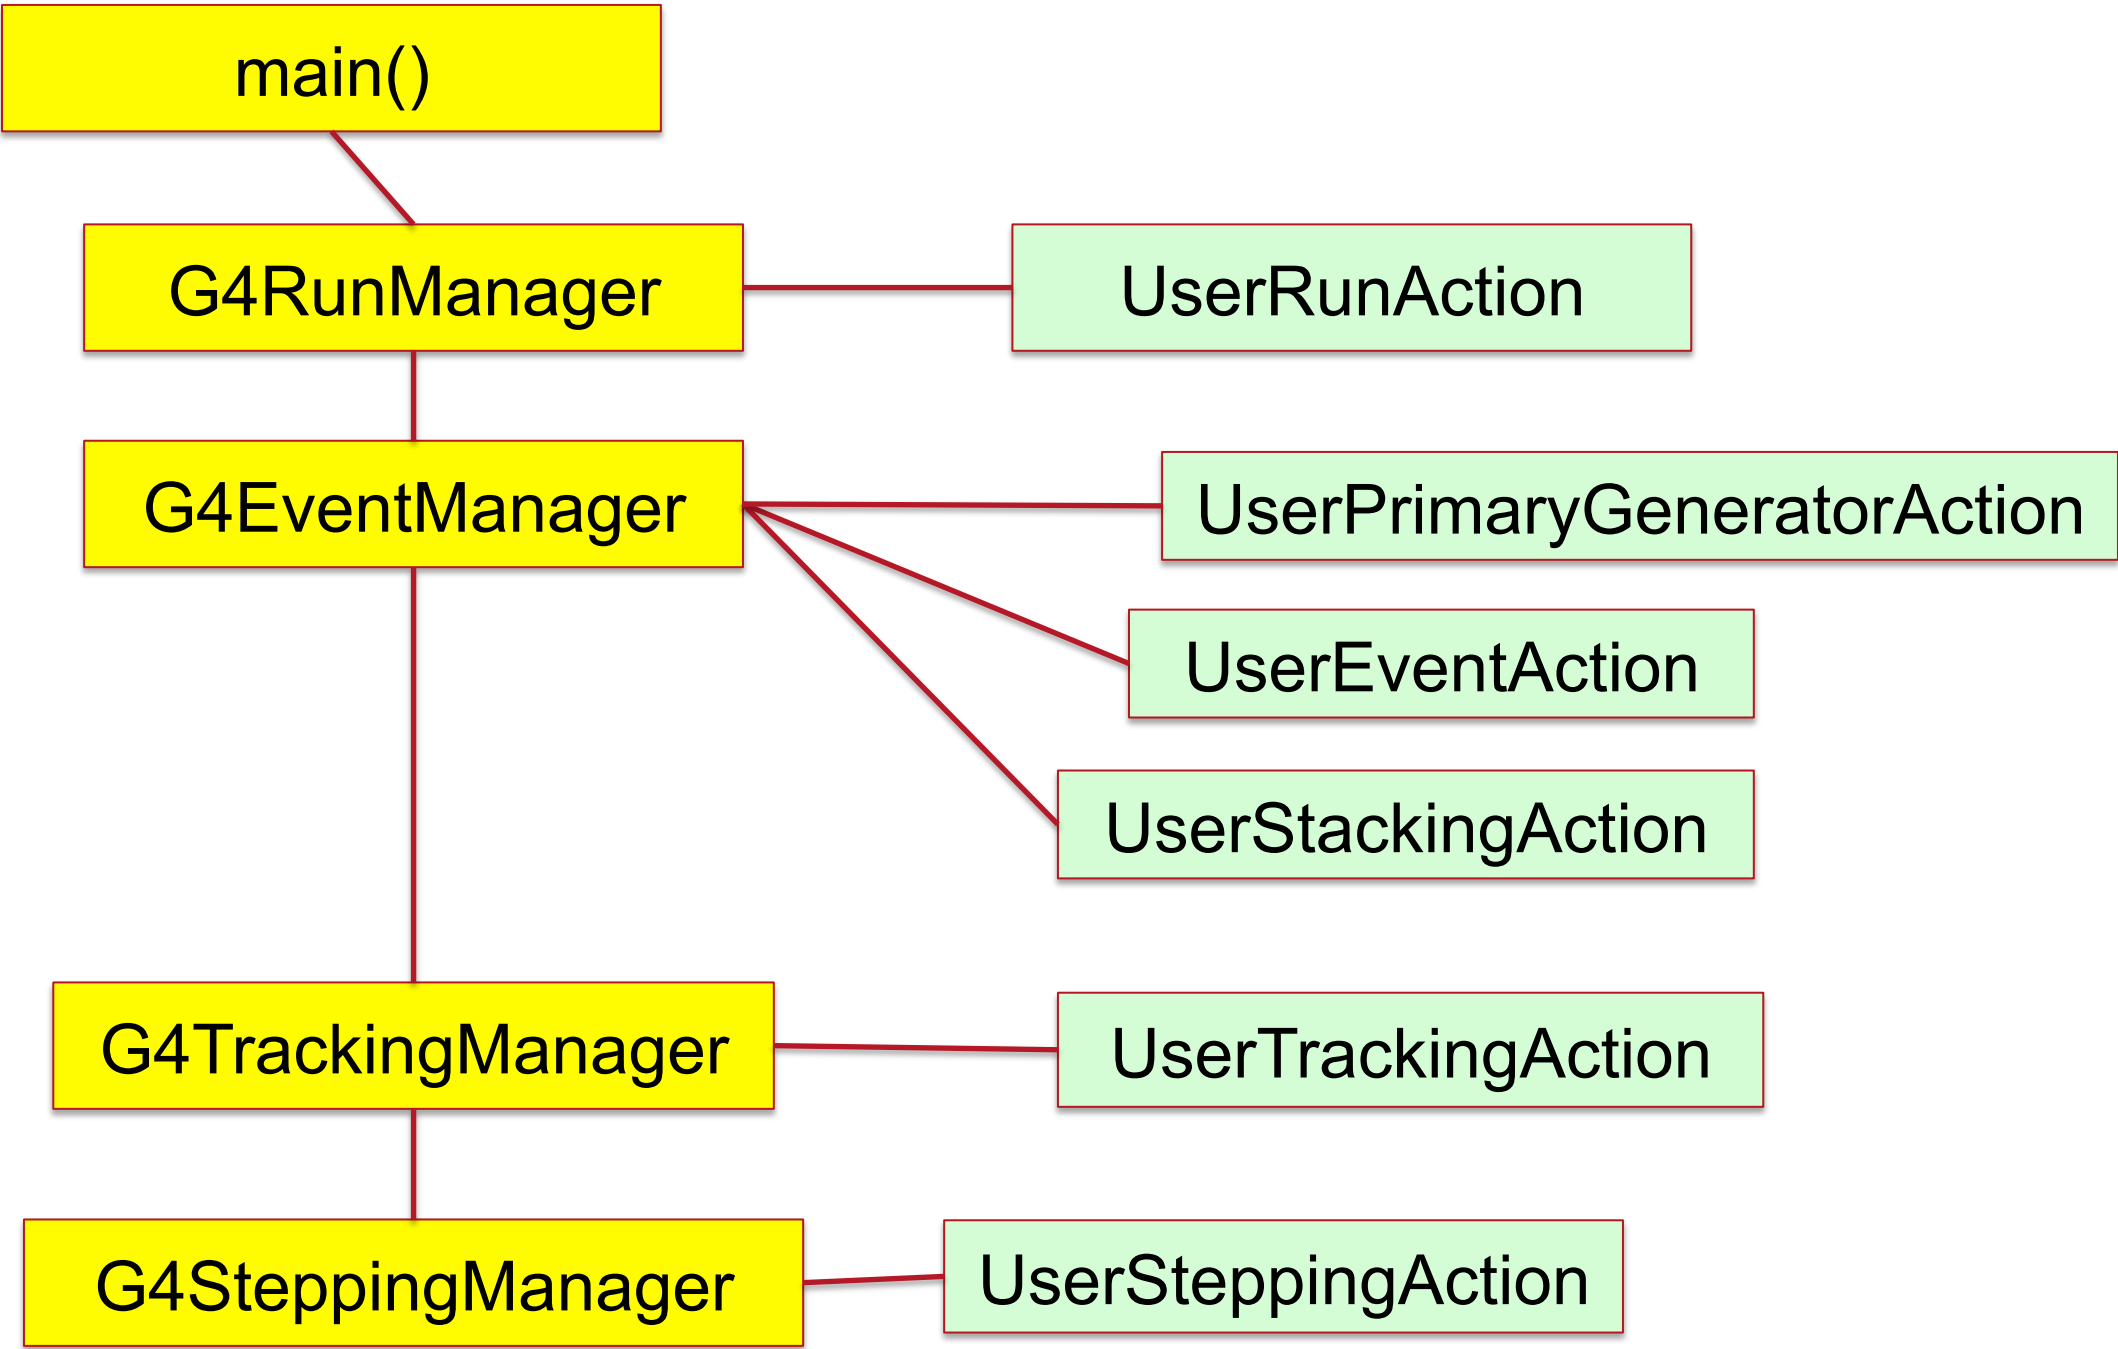 main()
G4RunManager
UserRunAction
G4EventManager
UserPrimaryGeneratorAction
UserEventAction
UserStackingAction
G4TrackingManager
UserTrackingAction
G4SteppingManager
UserSteppingAction